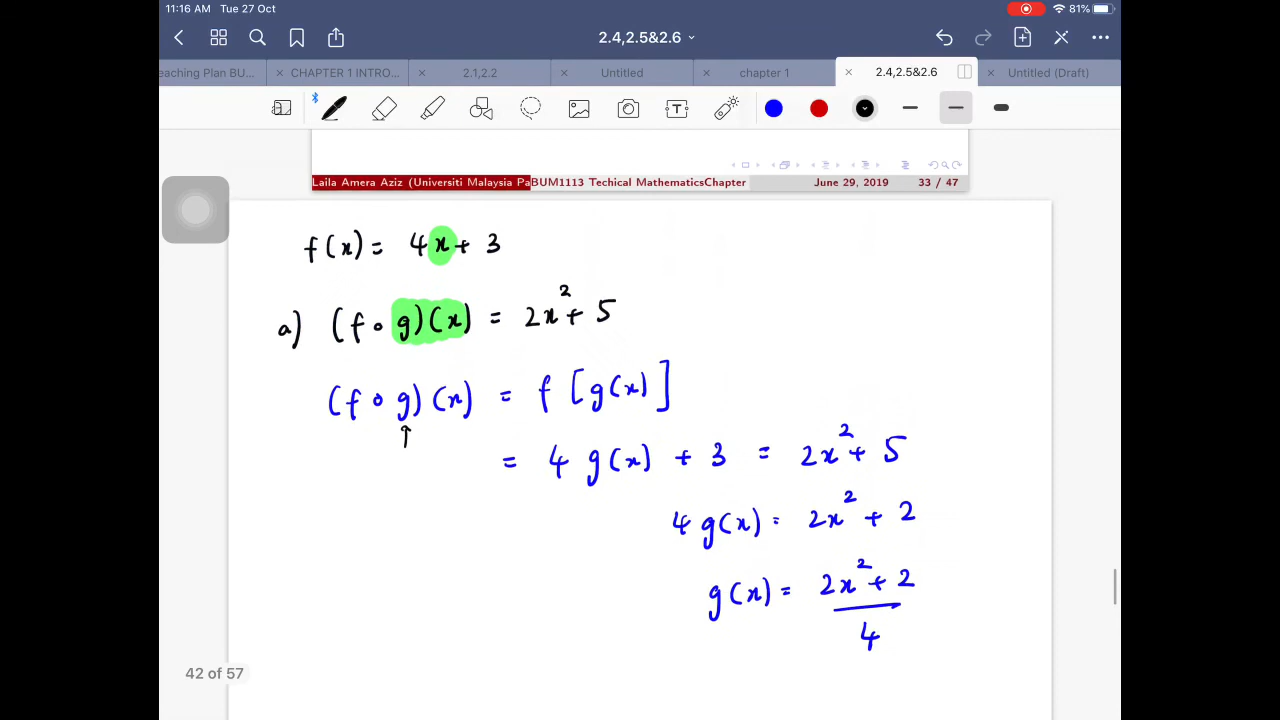 11:16 AM Tue 27 Oct
81%
2.4,2.5&2.6
eaching Plan BU...
CHAPTER 1 INTRO...
2.1,2.2
Untitled
chapter 1
2.4,2.5&2.6
Untitled (Draft)
Laila Amera Aziz (Universiti Malaysia Pa BUM1113 Techical MathematicsChapter June 29, 2019 33 / 47
f(x) = 4x + 3
a) (f∘g)(x) = 2x² + 5
(f∘g)(x) = f[g(x)]
↑
= 4 g(x) + 3 = 2x² + 5
4 g(x) = 2x² + 2
g(x) = 2x² + 2
4
42 of 57